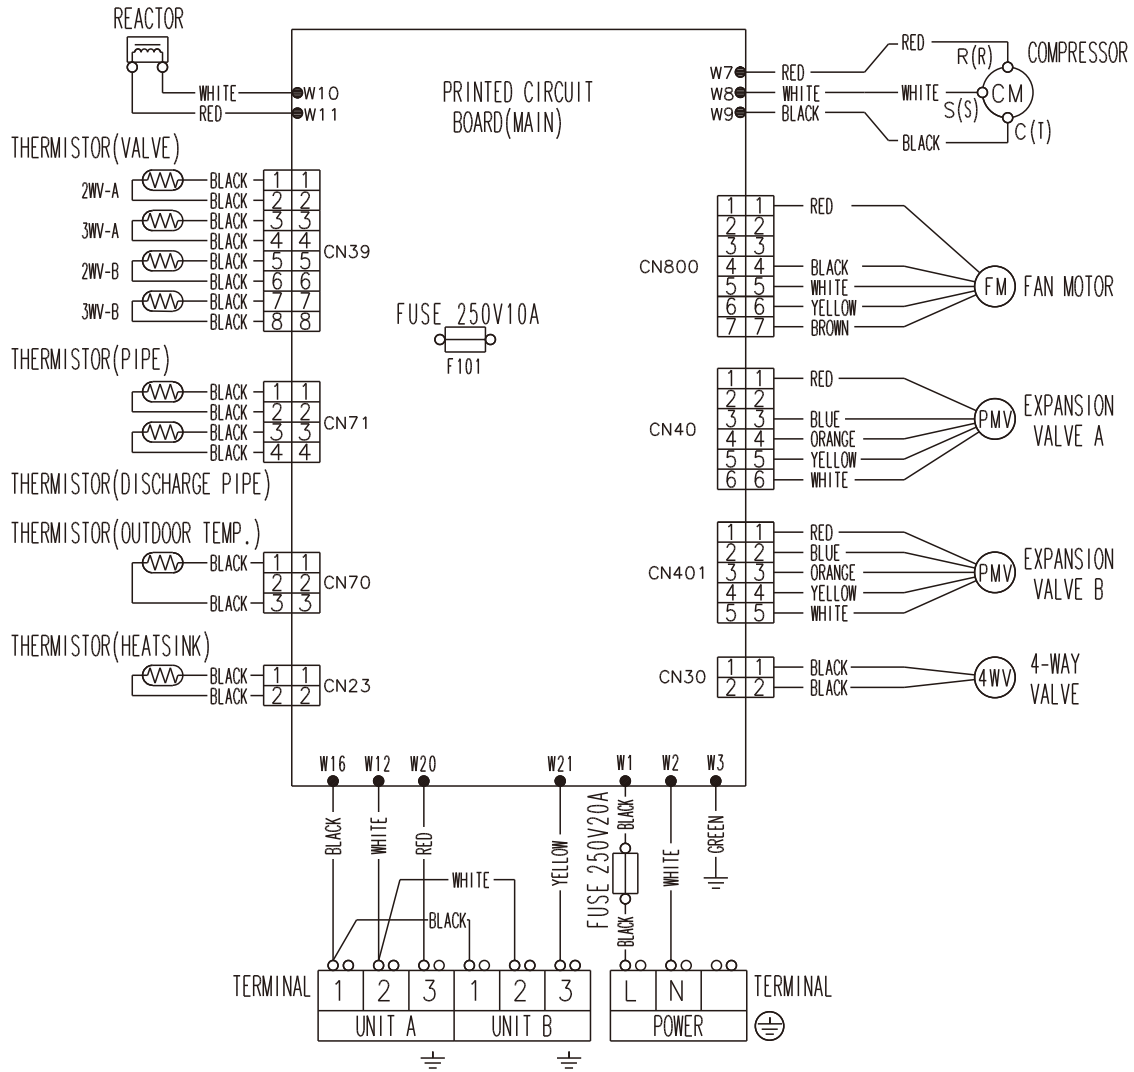 REACTOR
WHITE W10
RED W11
PRINTED CIRCUIT
BOARD(MAIN)
W7 RED RED
W8 WHITE WHITE
W9 BLACK BLACK
R(R)
S(S)
C(T)
CM
COMPRESSOR
THERMISTOR(VALVE)
2WV-A
3WV-A
2WV-B
3WV-B
BLACK 1 1
BLACK 2 2
BLACK 3 3
BLACK 4 4
BLACK 5 5
BLACK 6 6
BLACK 7 7
BLACK 8 8
CN39
CN800
1 1 RED
2 2
3 3
4 4 BLACK
5 5 WHITE
6 6 YELLOW
7 7 BROWN
FM
FAN MOTOR
FUSE 250V10A
F101
THERMISTOR(PIPE)
BLACK 1 1
BLACK 2 2
BLACK 3 3
BLACK 4 4
CN71
THERMISTOR(DISCHARGE PIPE)
CN40
1 1 RED
2 2
3 3 BLUE
4 4 ORANGE
5 5 YELLOW
6 6 WHITE
PMV
EXPANSION
VALVE A
THERMISTOR(OUTDOOR TEMP.)
BLACK 1 1
2 2
BLACK 3 3
CN70
CN401
1 1 RED
2 2 BLUE
3 3 ORANGE
4 4 YELLOW
5 5 WHITE
PMV
EXPANSION
VALVE B
THERMISTOR(HEATSINK)
BLACK 1 1
BLACK 2 2
CN23
CN30
1 1 BLACK
2 2 BLACK
4WV
4-WAY
VALVE
W16 W12 W20 W21 W1 W2 W3
BLACK
WHITE
RED
YELLOW
BLACK
FUSE 250V20A
BLACK
WHITE
GREEN
WHITE
BLACK
TERMINAL 1 2 3 1 2 3 L N TERMINAL
UNIT A UNIT B POWER